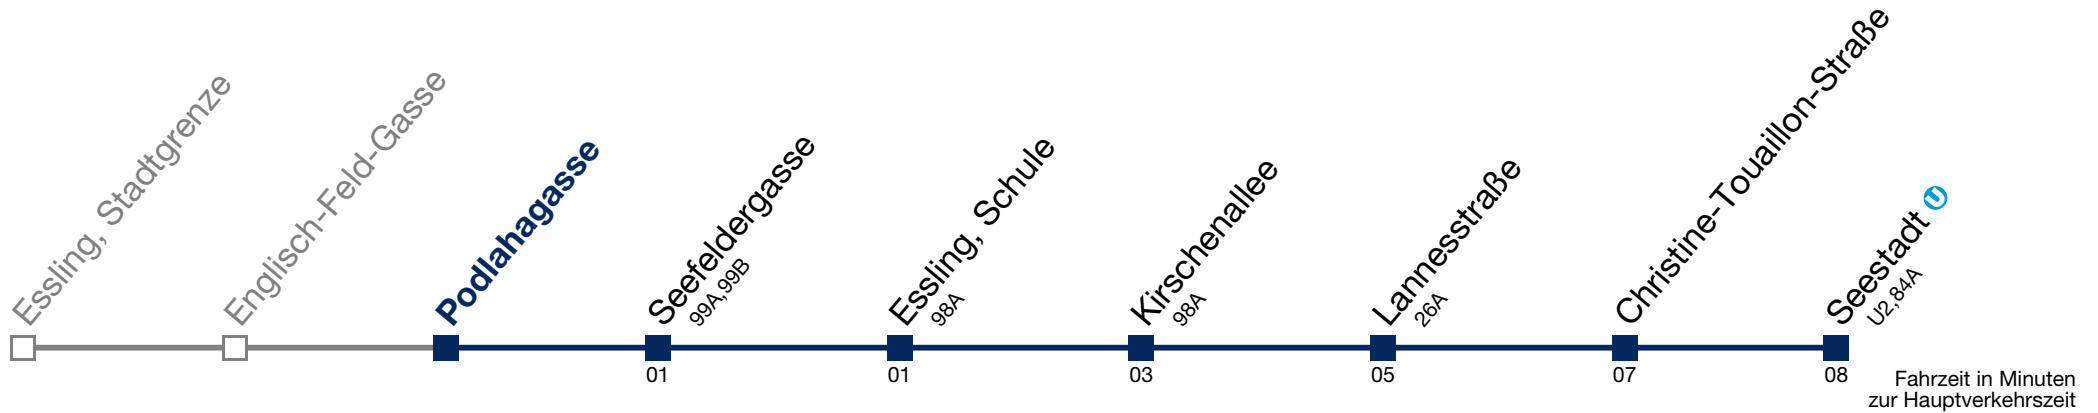 Essling, Stadtgrenze
Englisch-Feld-Gasse
Podlahagasse
Seefeldergasse
99A,99B
Essling, Schule
98A
Kirschenallee
98A
Lannesstraße
26A
Christine-Touaillon-Straße
Seestadt U
U2,84A
01
01
03
05
07
08
Fahrzeit in Minuten
zur Hauptverkehrszeit